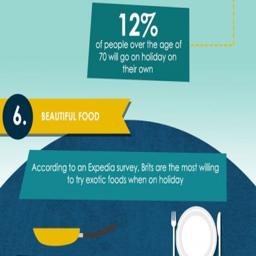 12%
of people over the age of
70 will go on holiday on
their own
6.
BEAUTIFUL FOOD
According to an Expedia survey, Brits are the most willing
to try exotic foods when on holiday